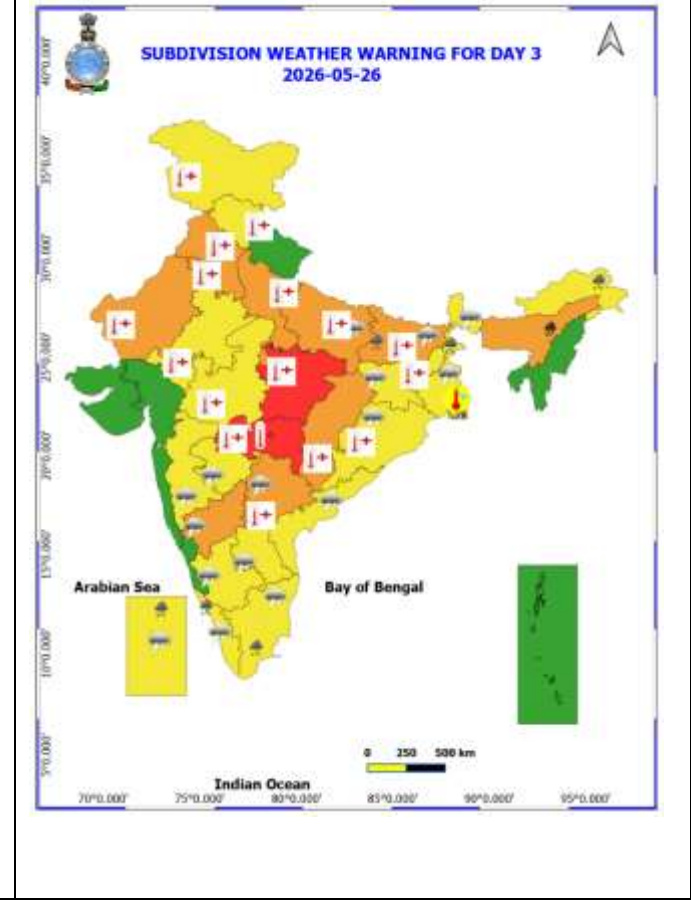 SUBDIVISION WEATHER WARNING FOR DAY 3
2026-05-26
40°0.000'
35°0.000'
30°0.000'
25°0.000'
20°0.000'
15°0.000'
10°0.000'
5°0.000'
Arabian Sea
Bay of Bengal
0 250 500 km
Indian Ocean
70°0.000' 75°0.000' 80°0.000' 85°0.000' 90°0.000' 95°0.000'